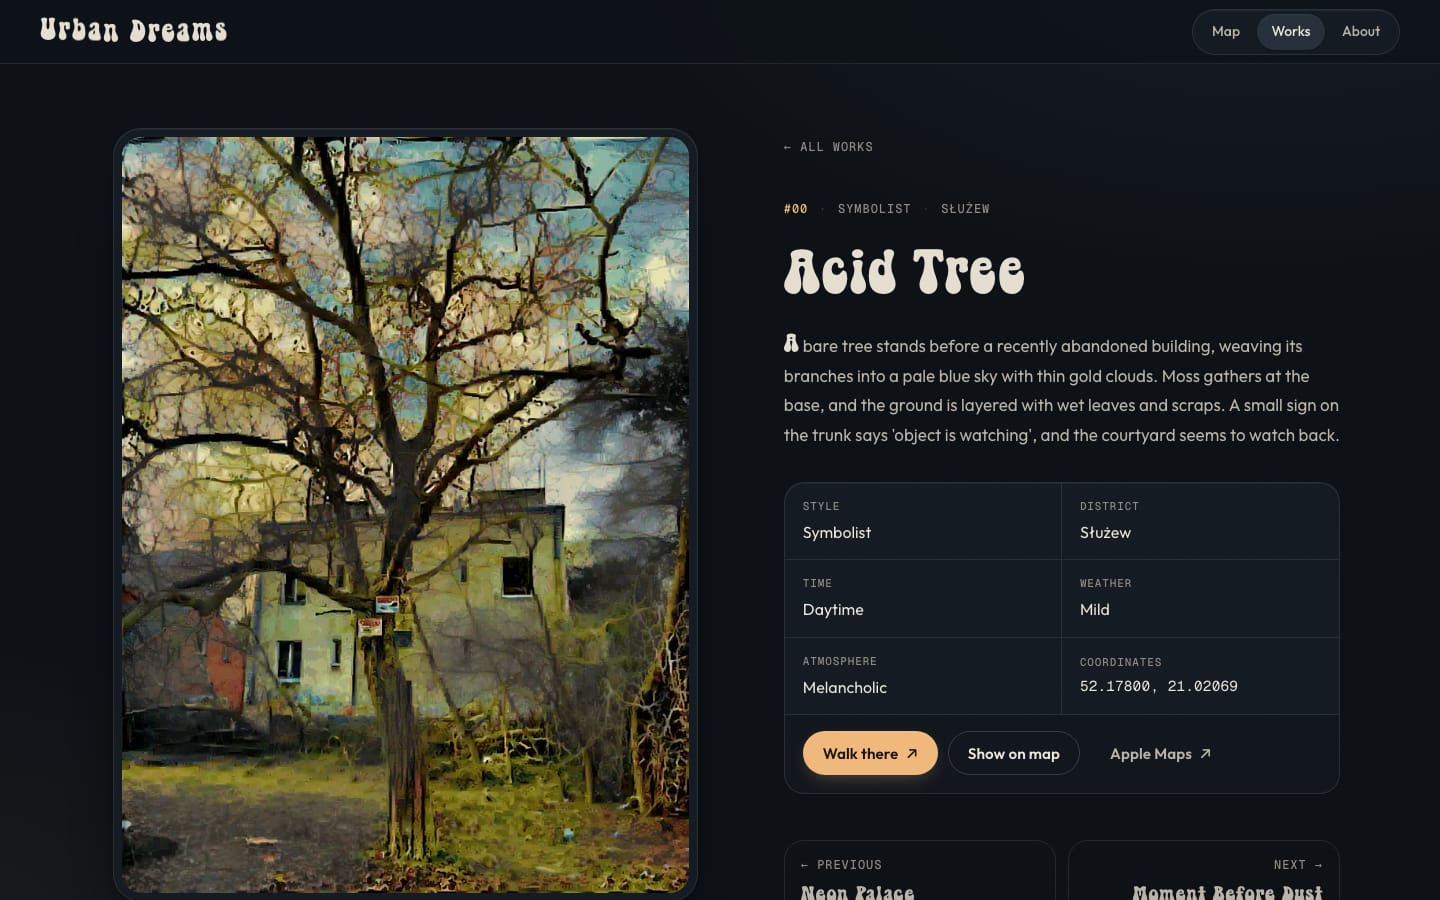 Urban Dreams
Map
Works
About
← ALL WORKS
#00 · SYMBOLIST · SŁUŻEW
Acid Tree
A bare tree stands before a recently abandoned building, weaving its
branches into a pale blue sky with thin gold clouds. Moss gathers at the
base, and the ground is layered with wet leaves and scraps. A small sign on
the trunk says 'object is watching', and the courtyard seems to watch back.
STYLE
Symbolist
DISTRICT
Służew
TIME
Daytime
WEATHER
Mild
ATMOSPHERE
Melancholic
COORDINATES
52.17800, 21.02069
Walk there ↗
Show on map
Apple Maps ↗
← PREVIOUS
Neon Palace
NEXT →
Moment Before Dust